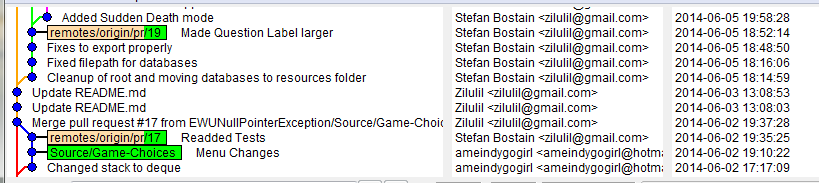 Added Sudden Death mode Stefan Bostain <zilulil@gmail.com> 2014-06-05 19:58:28
remotes/origin/pr/19 Made Question Label larger Stefan Bostain <zilulil@gmail.com> 2014-06-05 18:52:14
Fixes to export properly Stefan Bostain <zilulil@gmail.com> 2014-06-05 18:48:50
Fixed filepath for databases Stefan Bostain <zilulil@gmail.com> 2014-06-05 18:16:06
Cleanup of root and moving databases to resources folder Stefan Bostain <zilulil@gmail.com> 2014-06-05 18:14:59
Update README.md Zilulil <zilulil@gmail.com> 2014-06-03 13:08:53
Update README.md Zilulil <zilulil@gmail.com> 2014-06-03 13:08:03
Merge pull request #17 from EWUNullPointerException/Source/Game-Choic Zilulil <zilulil@gmail.com> 2014-06-02 19:37:28
remotes/origin/pr/17 Readded Tests Stefan Bostain <zilulil@gmail.com> 2014-06-02 19:35:25
Source/Game-Choices Menu Changes ameindygogirl <ameindygogirl@hotma 2014-06-02 19:10:22
Changed stack to deque ameindygogirl <ameindygogirl@hotma 2014-06-02 17:17:09